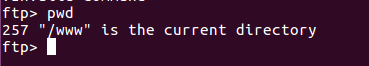 ftp> pwd
257 "/www" is the current directory
ftp>